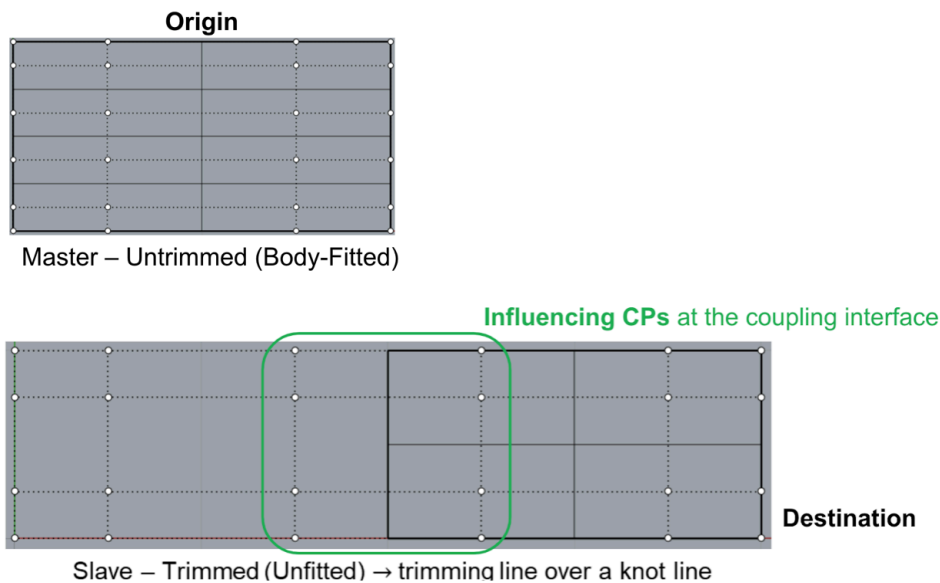 Origin
Master – Untrimmed (Body-Fitted)
Influencing CPs at the coupling interface
Destination
Slave – Trimmed (Unfitted) → trimming line over a knot line